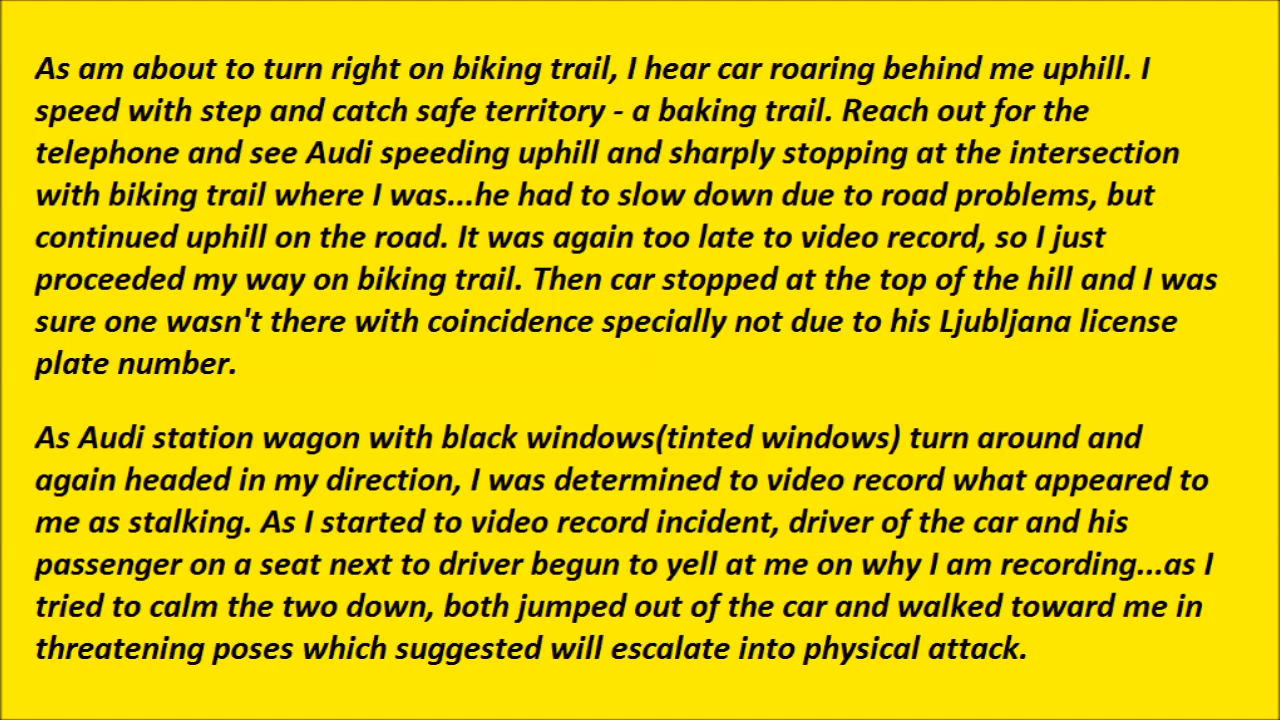 As am about to turn right on biking trail, I hear car roaring behind me uphill. I
speed with step and catch safe territory - a baking trail. Reach out for the
telephone and see Audi speeding uphill and sharply stopping at the intersection
with biking trail where I was...he had to slow down due to road problems, but
continued uphill on the road. It was again too late to video record, so I just
proceeded my way on biking trail. Then car stopped at the top of the hill and I was
sure one wasn't there with coincidence specially not due to his Ljubljana license
plate number.
As Audi station wagon with black windows(tinted windows) turn around and
again headed in my direction, I was determined to video record what appeared to
me as stalking. As I started to video record incident, driver of the car and his
passenger on a seat next to driver begun to yell at me on why I am recording...as I
tried to calm the two down, both jumped out of the car and walked toward me in
threatening poses which suggested will escalate into physical attack.